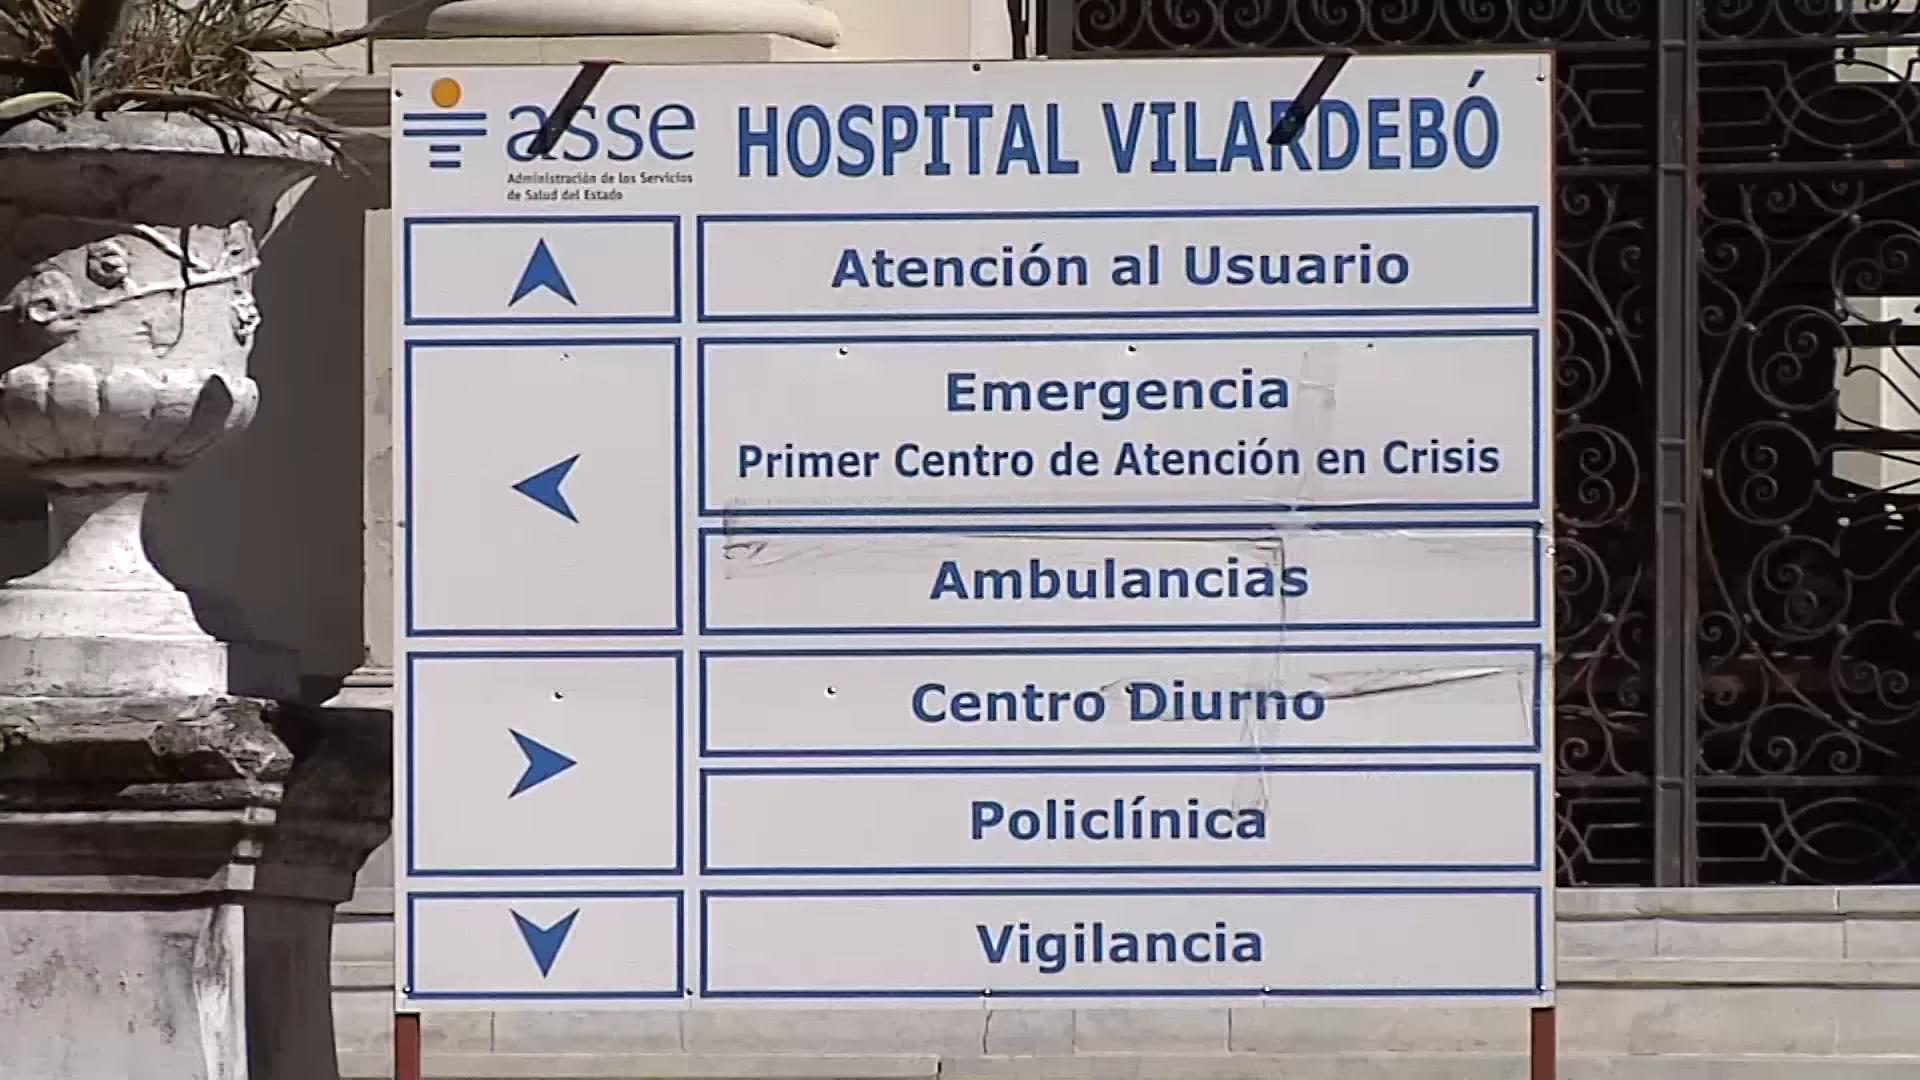 asse
Administración de los Servicios
de Salud del Estado
HOSPITAL VILARDEBÓ
Atención al Usuario
Emergencia
Primer Centro de Atención en Crisis
Ambulancias
Centro Diurno
Policlínica
Vigilancia